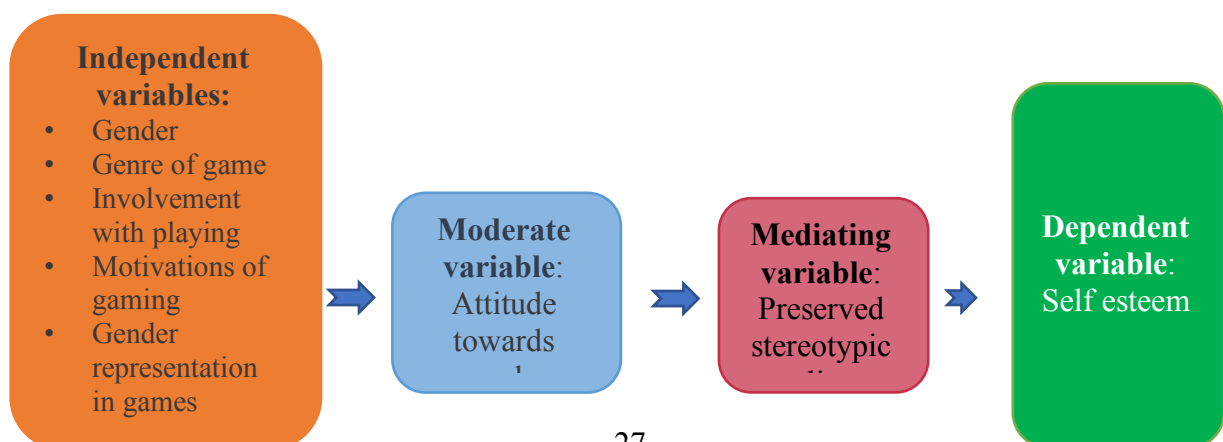 Independent
variables:
• Gender
• Genre of game
• Involvement
with playing
• Motivations of
gaming
• Gender
representation
in games
Moderate
variable:
Attitude
towards
Mediating
variable:
Preserved
stereotypic
Dependent
variable:
Self esteem
27